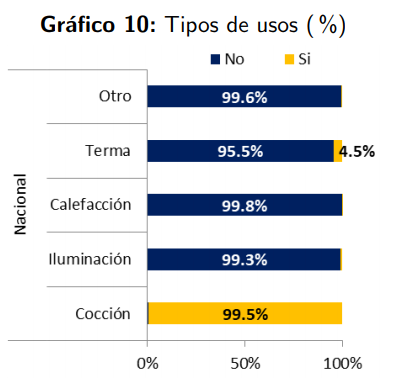 Gráfico 10: Tipos de usos (%)
No Si
Nacional
Otro 99.6%
Terma 95.5% 4.5%
Calefacción 99.8%
Iluminación 99.3%
Cocción 99.5%
0% 50% 100%